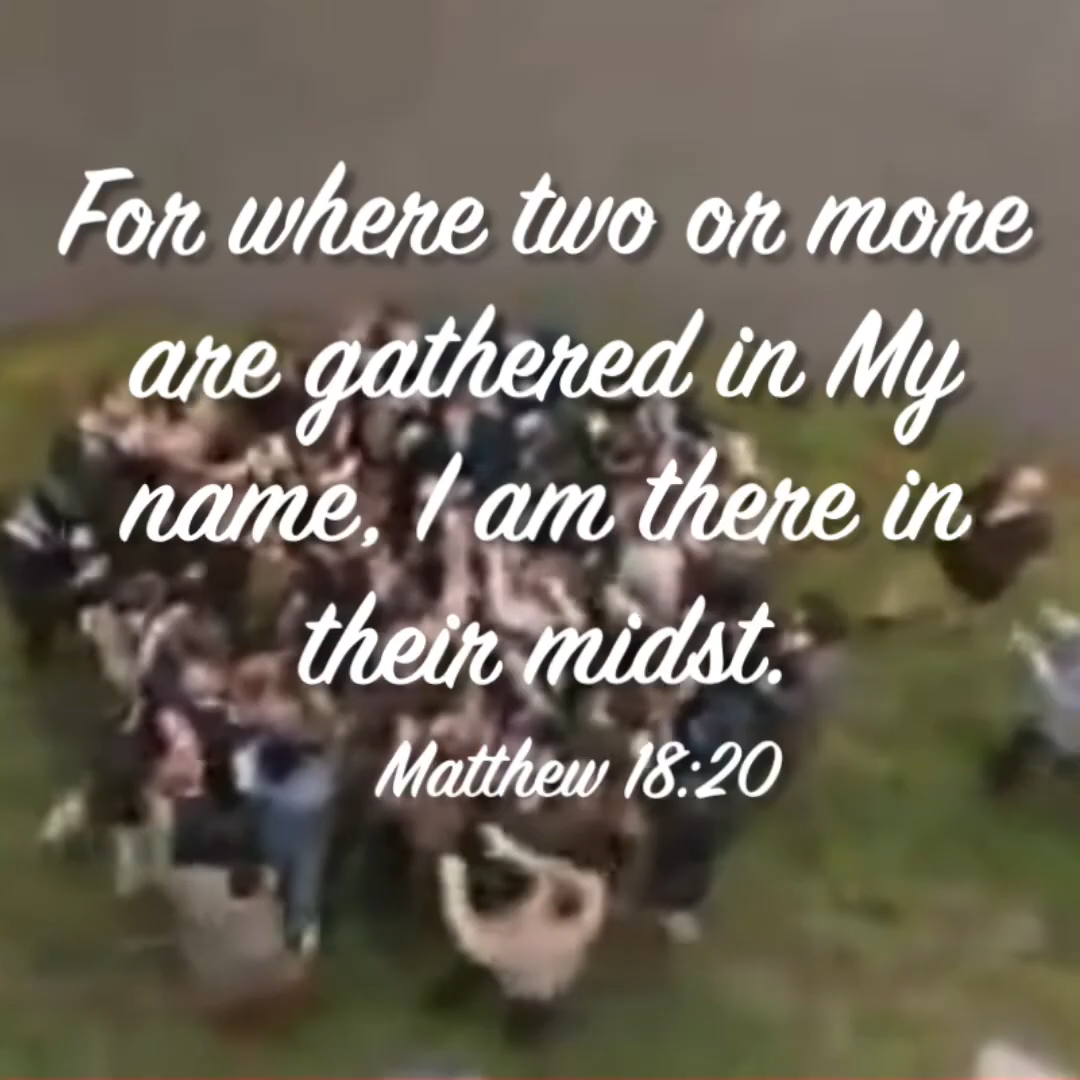 For where two or more
are gathered in My
name, I am there in
their midst.
Matthew 18:20